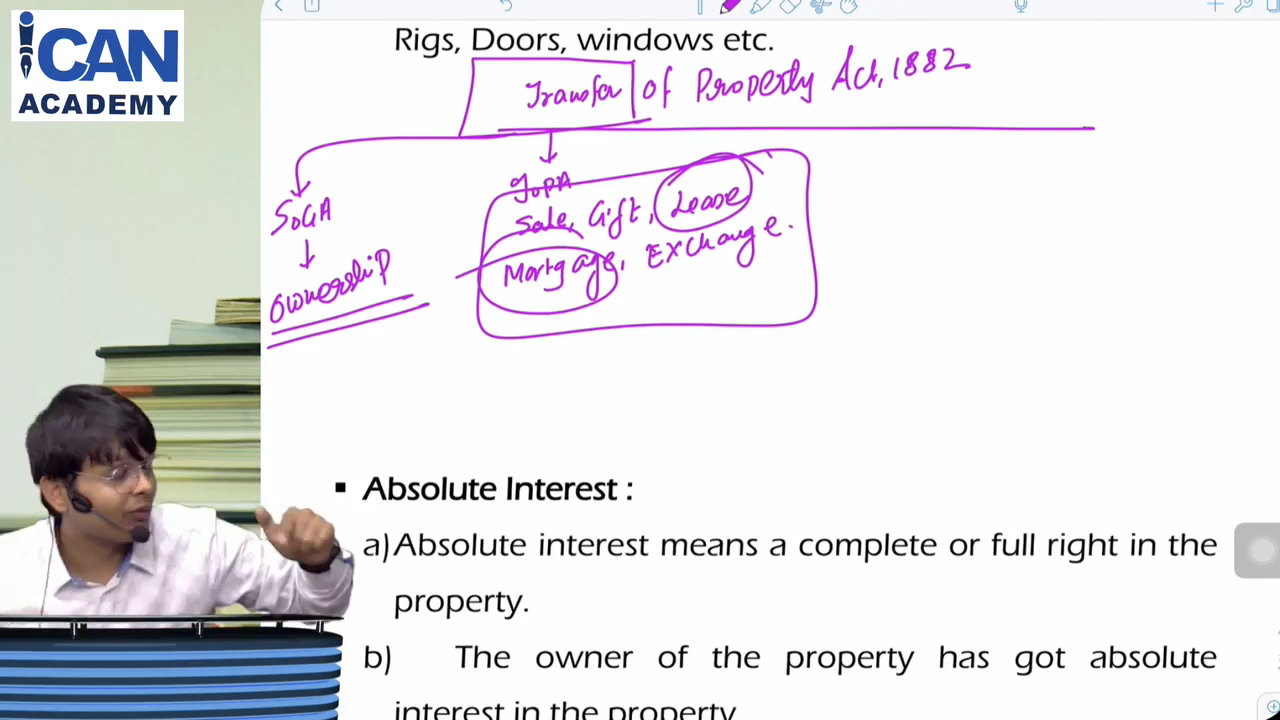 iCAN
ACADEMY
Rigs, Doors, windows etc.
Transfer of Property Act, 1882
SOGA
Ownership
ToPA
Sale, Gift, Lease
Mortgage, Exchange.
▪ Absolute Interest :
a) Absolute interest means a complete or full right in the
property.
b) The owner of the property has got absolute
interest in the property